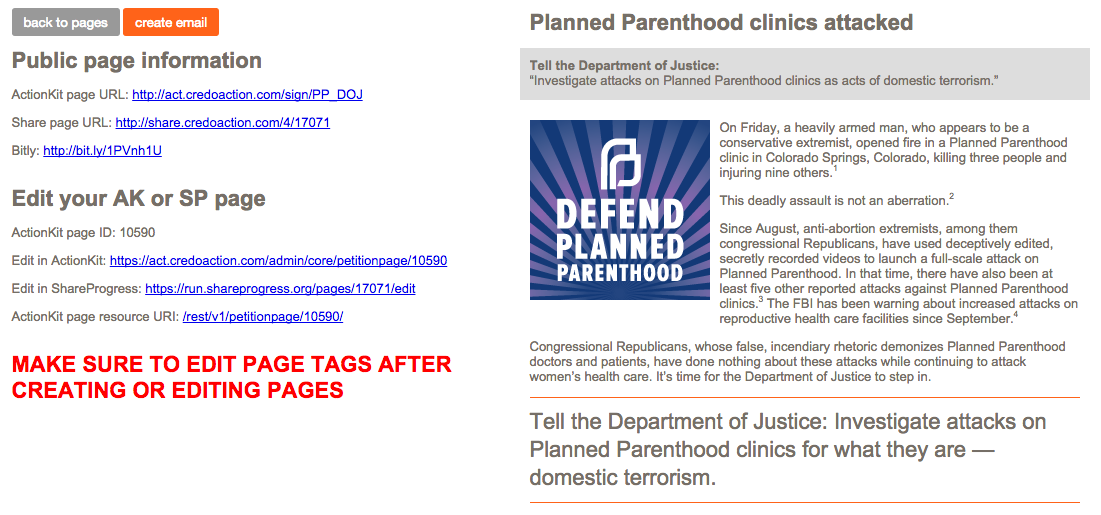 back to pages
create email
Public page information
ActionKit page URL: http://act.credoaction.com/sign/PP_DOJ
Share page URL: http://share.credoaction.com/4/17071
Bitly: http://bit.ly/1PVnh1U
Edit your AK or SP page
ActionKit page ID: 10590
Edit in ActionKit: https://act.credoaction.com/admin/core/petitionpage/10590
Edit in ShareProgress: https://run.shareprogress.org/pages/17071/edit
ActionKit page resource URI: /rest/v1/petitionpage/10590/
MAKE SURE TO EDIT PAGE TAGS AFTER
CREATING OR EDITING PAGES
Planned Parenthood clinics attacked
Tell the Department of Justice:
“Investigate attacks on Planned Parenthood clinics as acts of domestic terrorism.”
DEFEND
PLANNED
PARENTHOOD
On Friday, a heavily armed man, who appears to be a
conservative extremist, opened fire in a Planned Parenthood
clinic in Colorado Springs, Colorado, killing three people and
injuring nine others.1
This deadly assault is not an aberration.2
Since August, anti-abortion extremists, among them
congressional Republicans, have used deceptively edited,
secretly recorded videos to launch a full-scale attack on
Planned Parenthood. In that time, there have also been at
least five other reported attacks against Planned Parenthood
clinics.3 The FBI has been warning about increased attacks on
reproductive health care facilities since September.4
Congressional Republicans, whose false, incendiary rhetoric demonizes Planned Parenthood
doctors and patients, have done nothing about these attacks while continuing to attack
women’s health care. It’s time for the Department of Justice to step in.
Tell the Department of Justice: Investigate attacks on
Planned Parenthood clinics for what they are —
domestic terrorism.